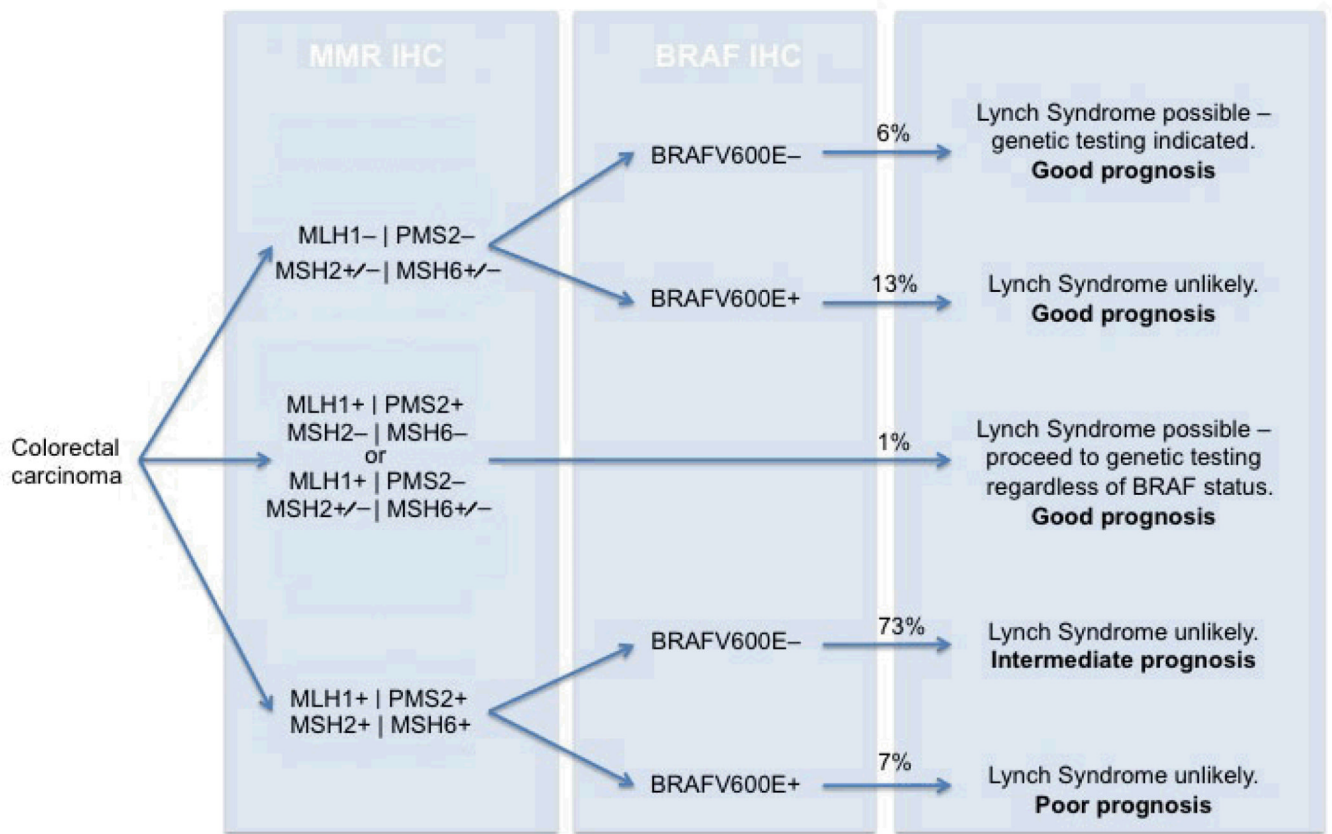 MMR IHC
BRAF IHC
Colorectal
carcinoma
MLH1– | PMS2–
MSH2+/– | MSH6+/–
BRAFV600E–
6%
Lynch Syndrome possible –
genetic testing indicated.
Good prognosis
BRAFV600E+
13%
Lynch Syndrome unlikely.
Good prognosis
MLH1+ | PMS2+
MSH2– | MSH6–
or
MLH1+ | PMS2–
MSH2+/– | MSH6+/–
1%
Lynch Syndrome possible –
proceed to genetic testing
regardless of BRAF status.
Good prognosis
MLH1+ | PMS2+
MSH2+ | MSH6+
BRAFV600E–
73%
Lynch Syndrome unlikely.
Intermediate prognosis
BRAFV600E+
7%
Lynch Syndrome unlikely.
Poor prognosis